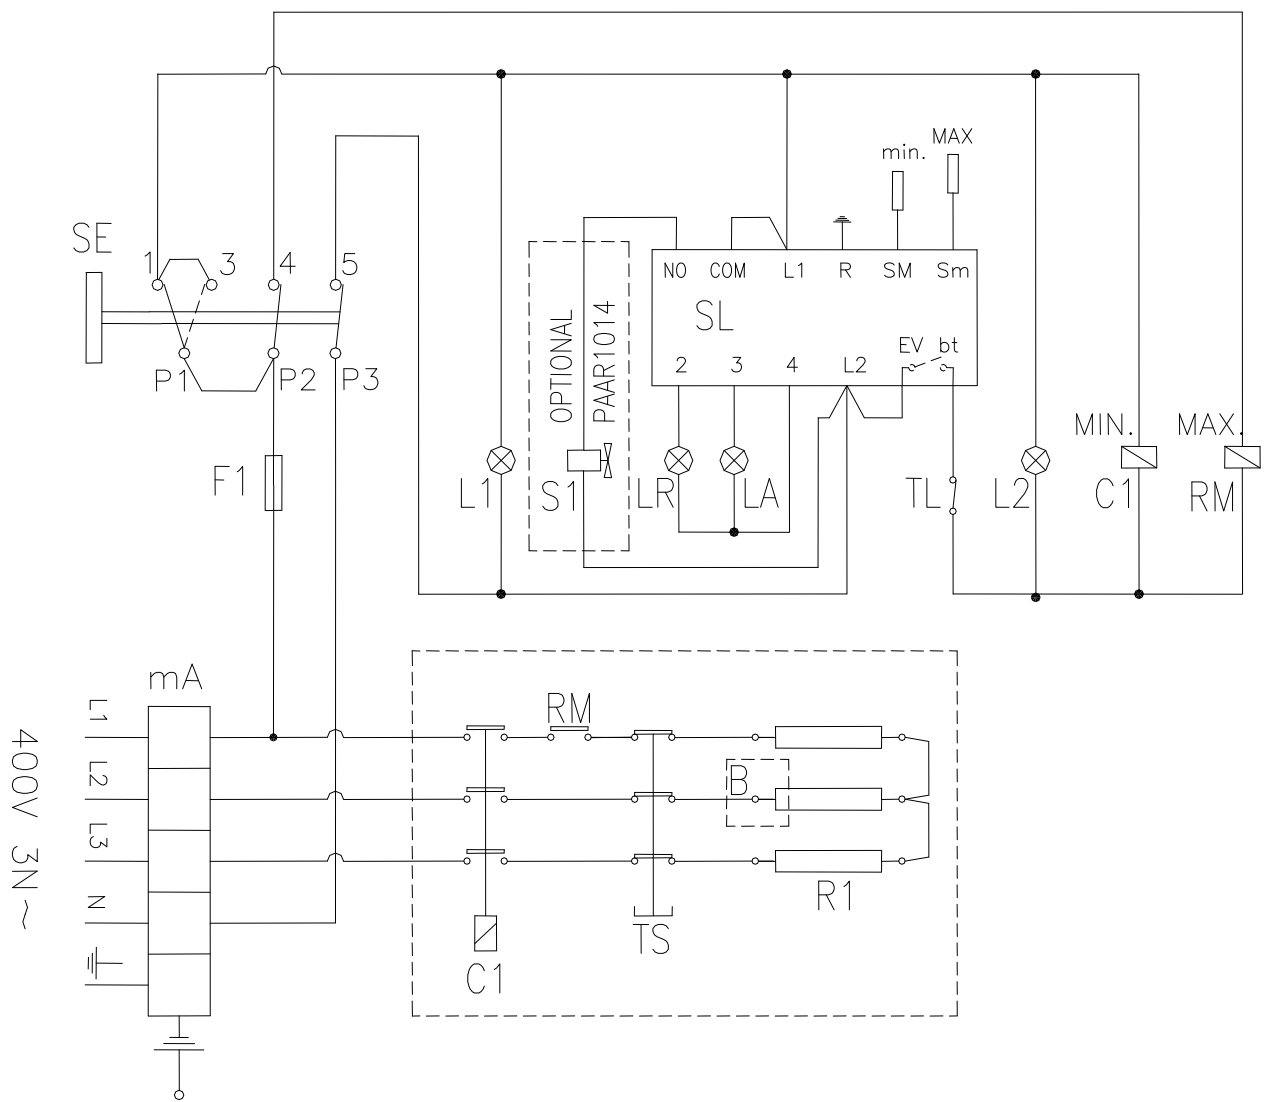 MAX
min.
SE
1
3
4
5
NO
COM
L1
R
SM
Sm
SL
OPTIONAL
PAAR1014
EV
bt
2
3
4
L2
P1
P2
P3
MIN.
MAX.
F1
L1
S1
LR
LA
TL
L2
C1
RM
mA
L1
RM
L2
B
400V 3N~
L3
R1
N
TS
C1